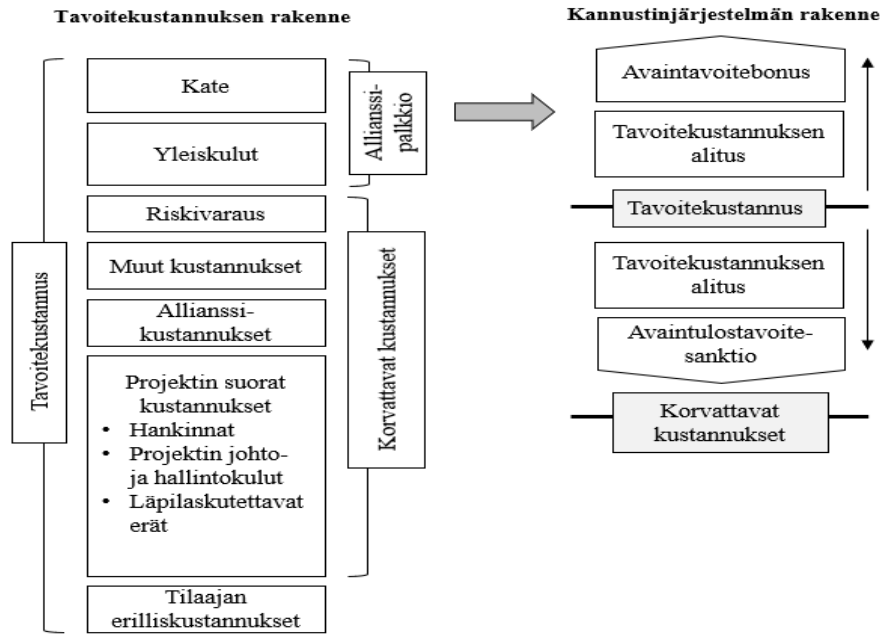 Tavoitekustannuksen rakenne
Tavoitekustannus
Kate
Yleiskulut
Riskivaraus
Muut kustannukset
Allianssi-
kustannukset
Projektin suorat
kustannukset
• Hankinnat
• Projektin johto-
ja hallintokulut
• Läpilaskutettavat
erät
Tilaajan
erilliskustannukset
Allianssi-
palkkio
Korvattavat kustannukset
Kannustinjärjestelmän rakenne
Avaintavoitebonus
Tavoitekustannuksen
alitus
Tavoitekustannus
Tavoitekustannuksen
alitus
Avaintulostavoite-
sanktio
Korvattavat
kustannukset